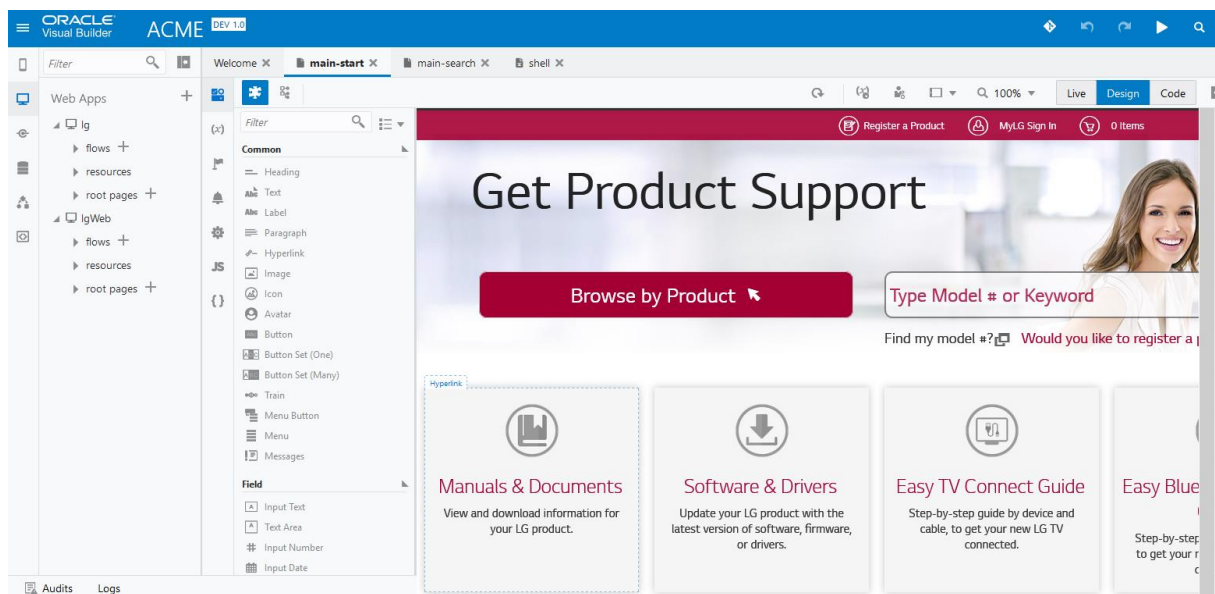 ORACLE
Visual Builder
ACME
DEV 1.0
Filter
Welcome
main-start
main-search
shell
Web Apps
lg
flows
resources
root pages
lgWeb
flows
resources
root pages
(x)
JS
{ }
Filter
100%
Live
Design
Code
Common
Heading
Text
Label
Paragraph
Hyperlink
Image
Icon
Avatar
Button
Button Set (One)
Button Set (Many)
Train
Menu Button
Menu
Messages
Field
Input Text
Text Area
Input Number
Input Date
Register a Product
MyLG Sign In
0 Items
Get Product Support
Browse by Product
Type Model # or Keyword
Find my model #? Would you like to register a
Hyperlink
Manuals & Documents
View and download information for
your LG product.
Software & Drivers
Update your LG product with the
latest version of software, firmware,
or drivers.
Easy TV Connect Guide
Step-by-step guide by device and
cable, to get your new LG TV
connected.
Easy Blue
Step-by-step
to get your
Audits
Logs